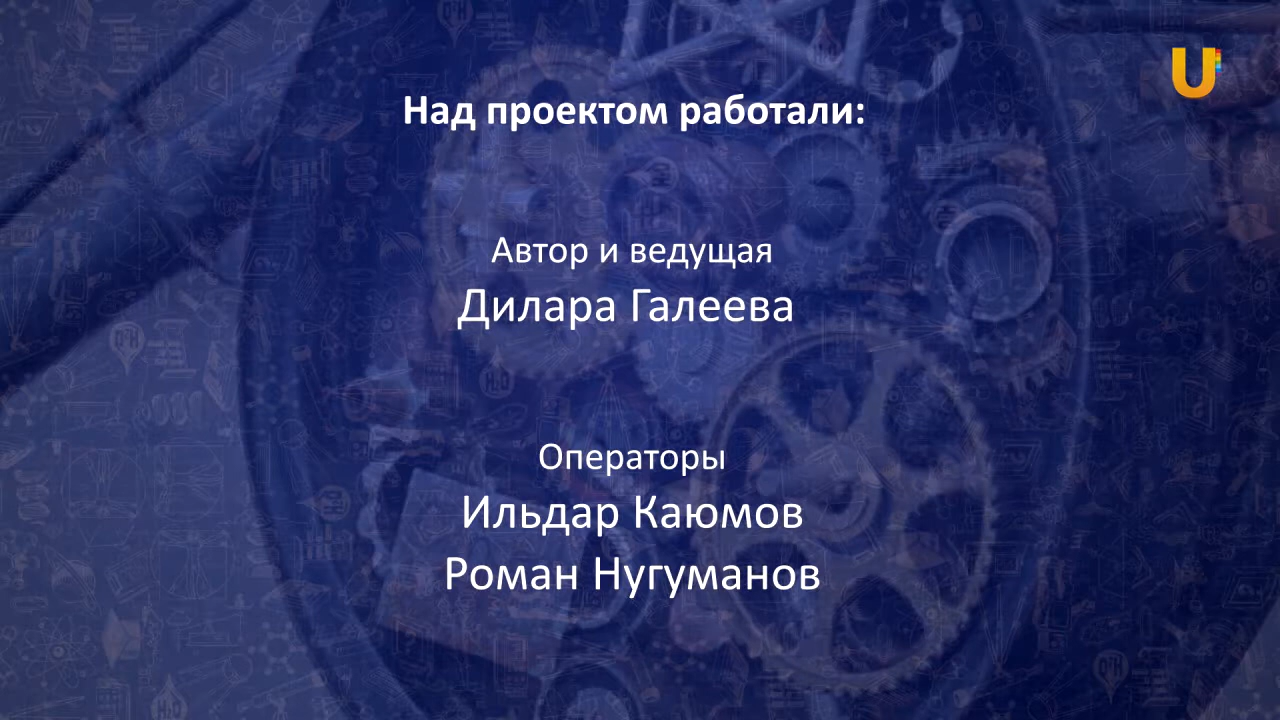 U
Над проектом работали:
Автор и ведущая
Дилара Галеева
Операторы
Ильдар Каюмов
Роман Нугуманов